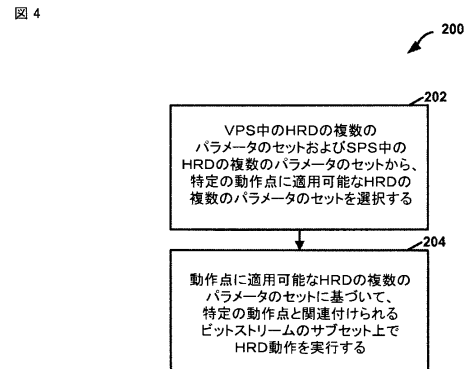 図 4
200
202
VPS中のHRDの複数の
パラメータのセットおよびSPS中の
HRDの複数のパラメータのセットから、
特定の動作点に適用可能なHRDの
複数のパラメータのセットを選択する
204
動作点に適用可能なHRDの複数の
パラメータのセットに基づいて、
特定の動作点と関連付けられる
ビットストリームのサブセット上で
HRD動作を実行する